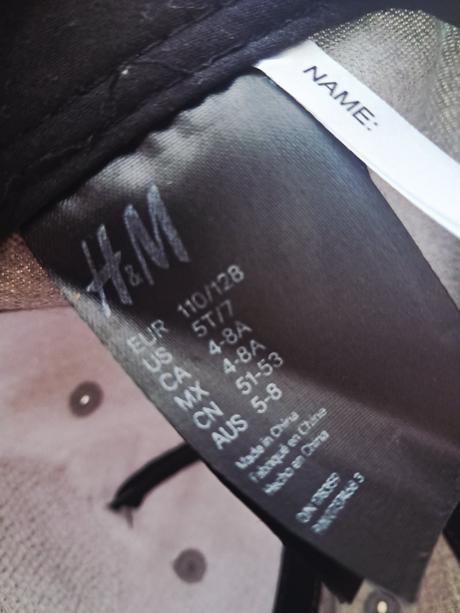 NAME:
H&M
EUR 110/128
US 5T/7
CA 4-8A
MX 4-8A
CN 51-53
AUS 5-8
Made in China
Fabriqué en Chine
Hecho en China